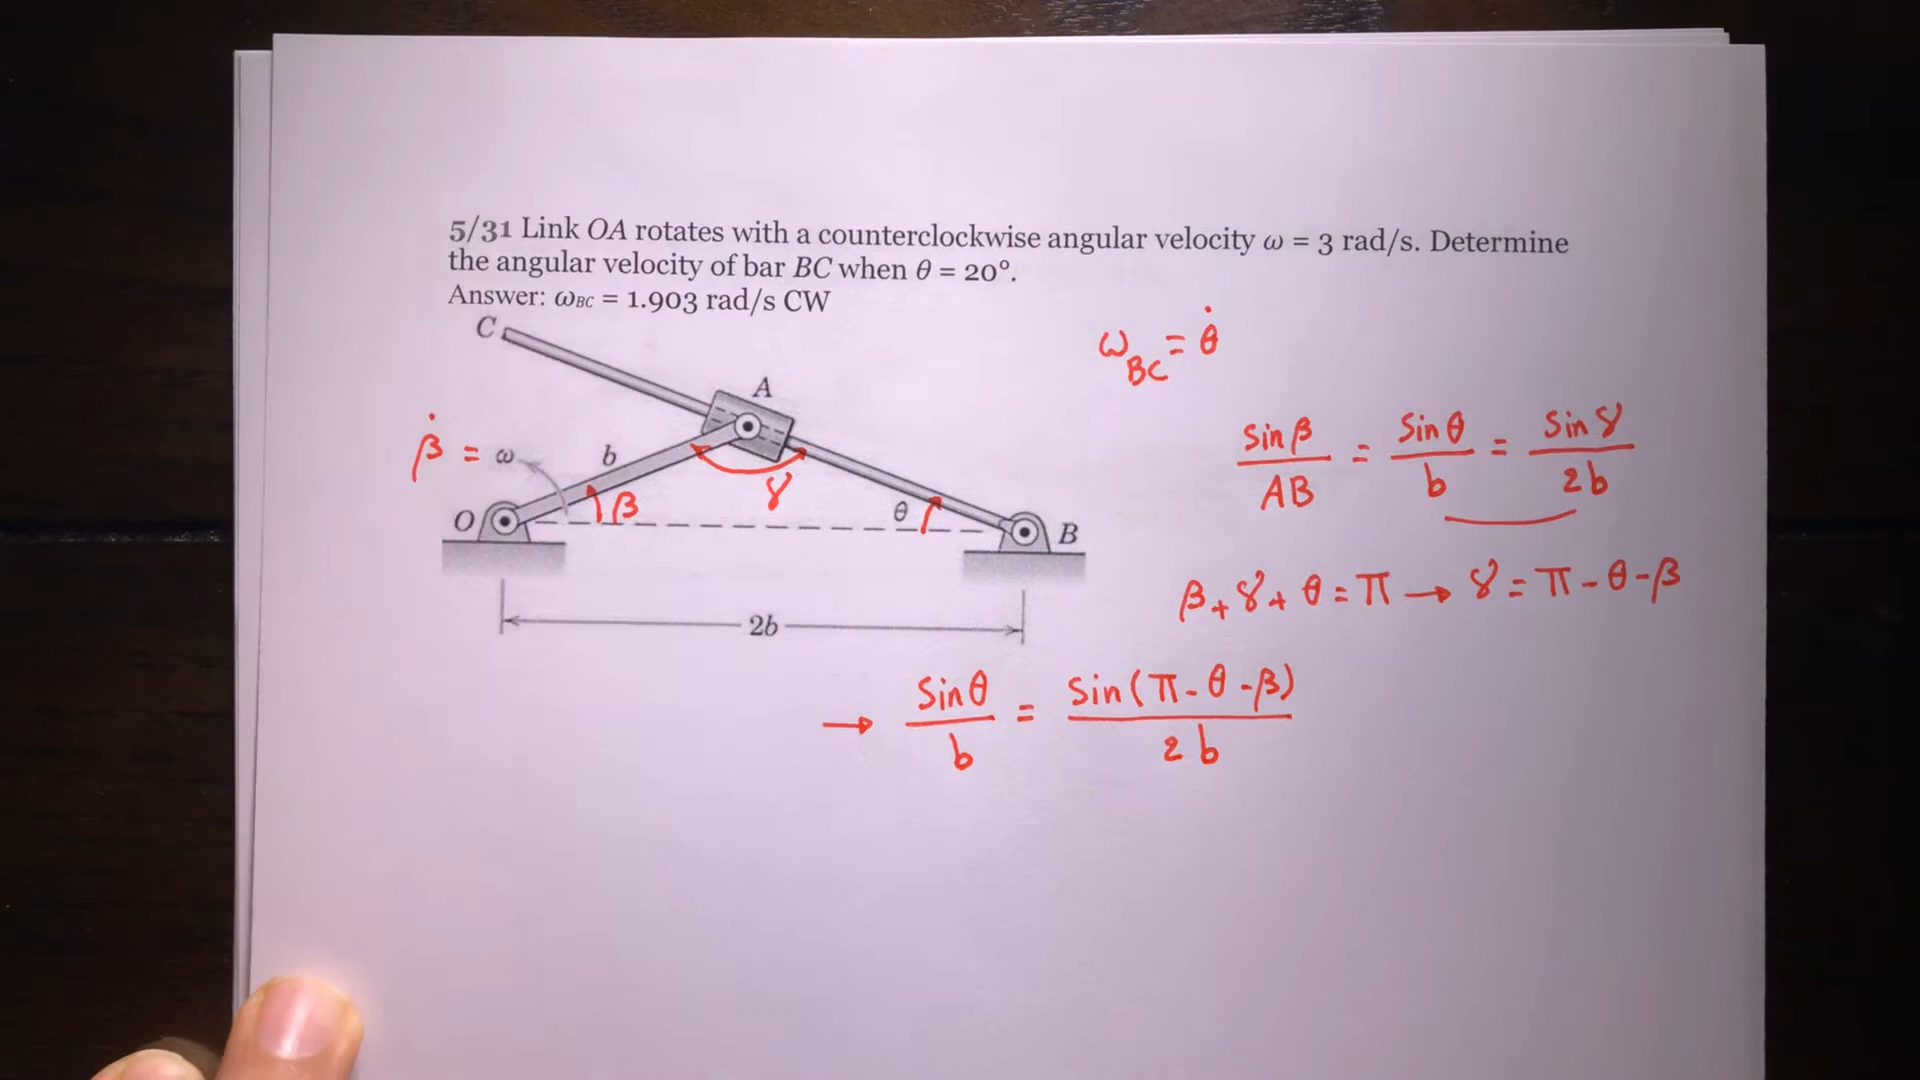 5/31 Link OA rotates with a counterclockwise angular velocity ω = 3 rad/s. Determine
the angular velocity of bar BC when θ = 20°.
Answer: ωBC = 1.903 rad/s CW
C
A
ω_BC = θ̇
β̇ = ω
b
sin β / AB = sin θ / b = sin γ / 2b
O
β
γ
θ
B
β + γ + θ = π → γ = π - θ - β
2b
→ sin θ / b = sin(π - θ - β) / 2b